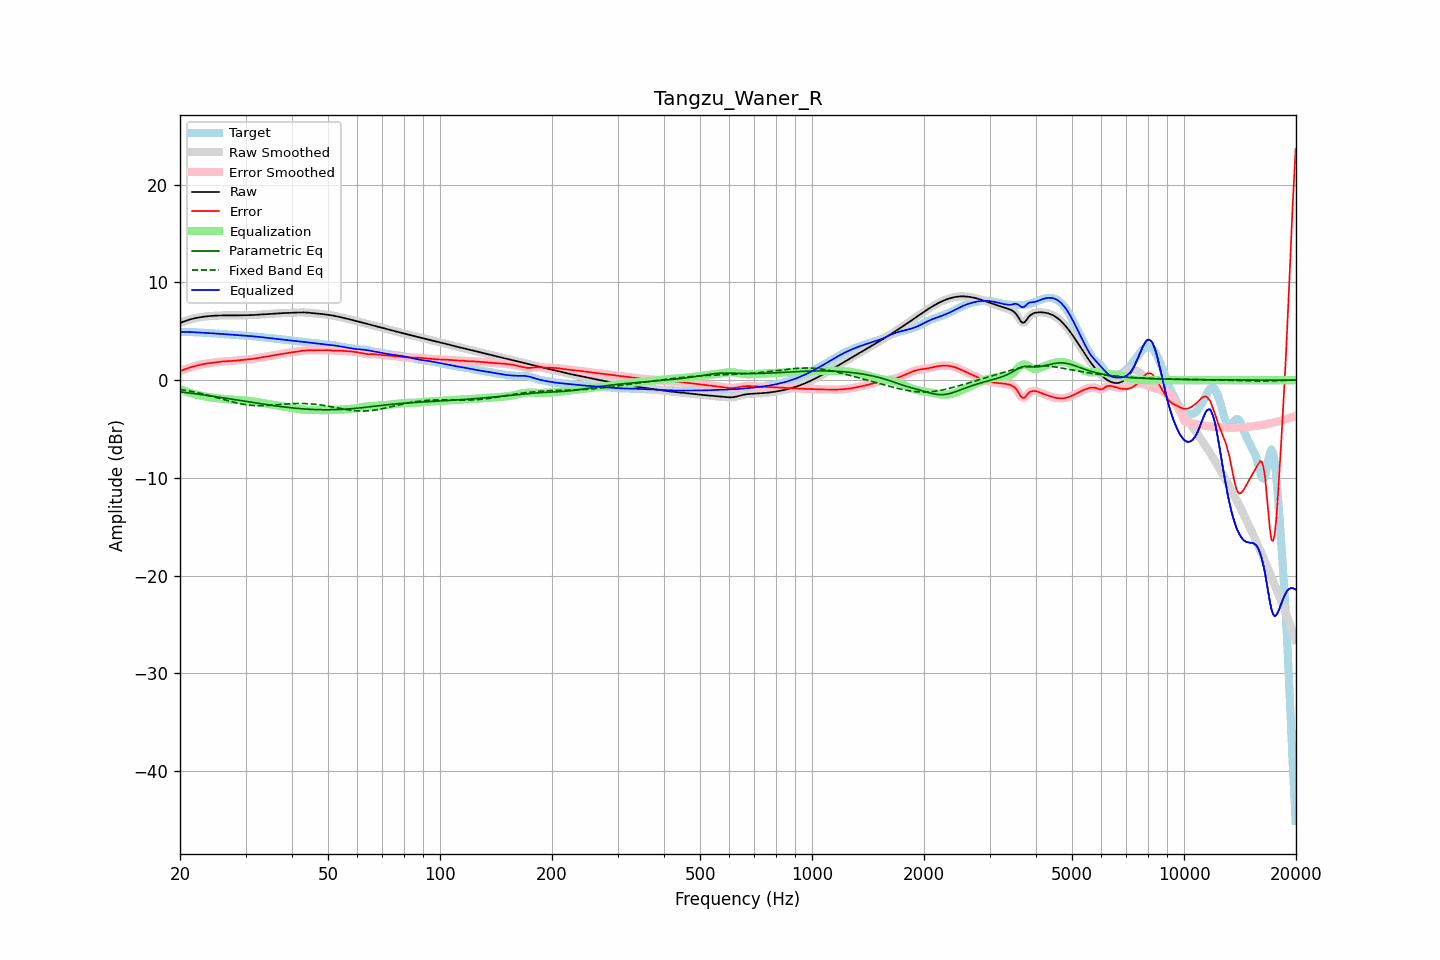 Tangzu_Waner_R
Target
Raw Smoothed
Error Smoothed
Raw
Error
Equalization
Parametric Eq
Fixed Band Eq
Equalized
20
10
0
−10
−20
−30
−40
Amplitude (dBr)
20 50 100 200 500 1000 2000 5000 10000 20000
Frequency (Hz)